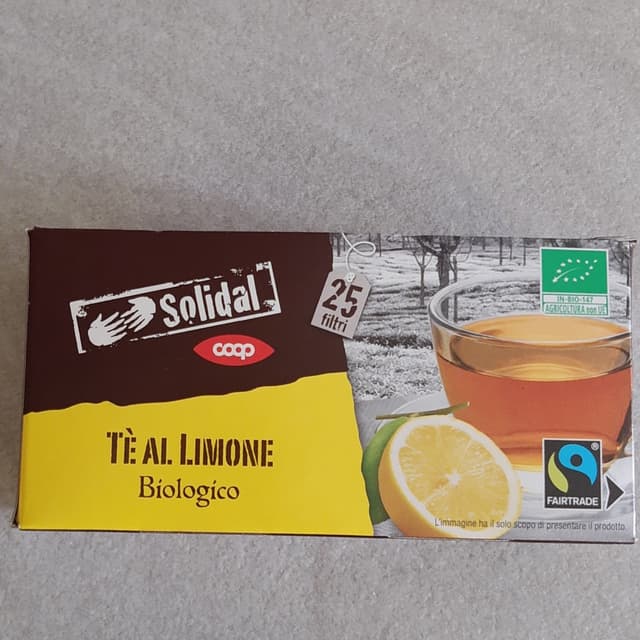 Solidal
coop
25
filtri
TÈ AL LIMONE
Biologico
IN-BIO-147
AGRICOLTURA non UE
FAIRTRADE
®
L'immagine ha il solo scopo di presentare il prodotto.